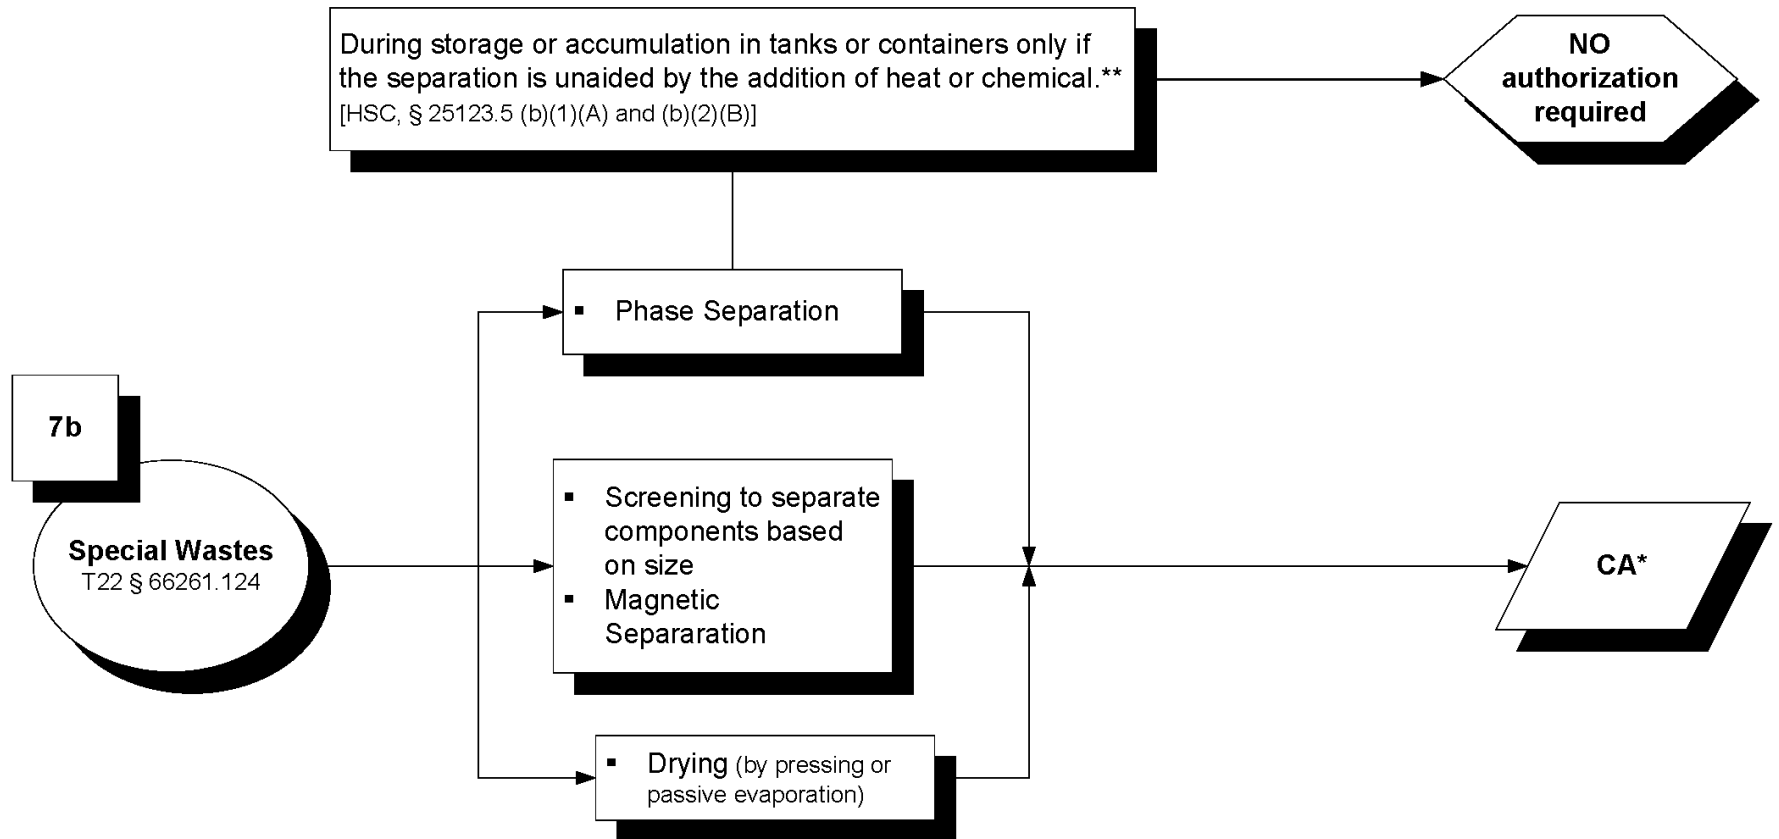 During storage or accumulation in tanks or containers only if
the separation is unaided by the addition of heat or chemical.**
[HSC, § 25123.5 (b)(1)(A) and (b)(2)(B)]
NO
authorization
required
▪ Phase Separation
7b
Special Wastes
T22 § 66261.124
▪ Screening to separate
components based
on size
▪ Magnetic
Separaration
CA*
▪ Drying (by pressing or
passive evaporation)